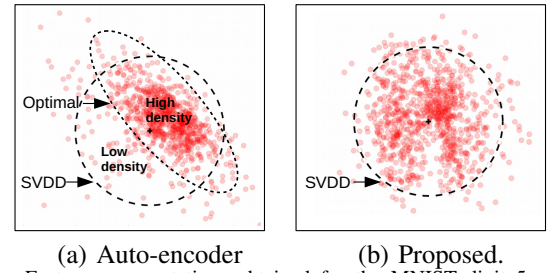 Optimal
High
density
Low
density
SVDD
SVDD
(a) Auto-encoder
(b) Proposed.